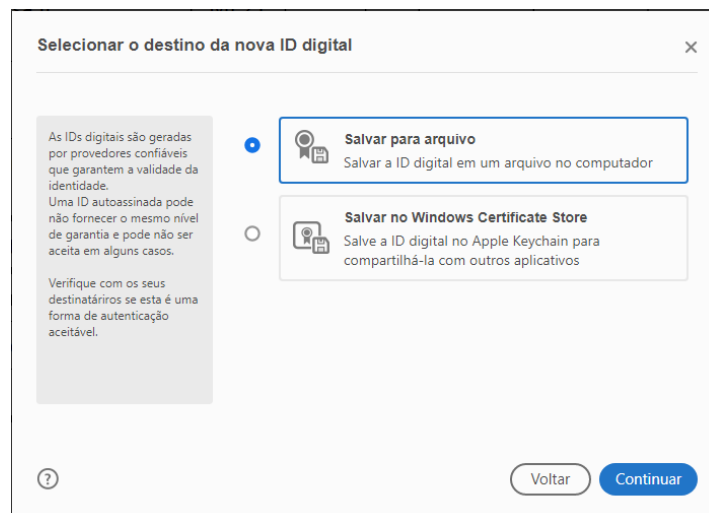 Selecionar o destino da nova ID digital
As IDs digitais são geradas
por provedores confiáveis
que garantem a validade da
identidade.
Uma ID autoassinada pode
não fornecer o mesmo nível
de garantia e pode não ser
aceita em alguns casos.
Verifique com os seus
destinatáriros se esta é uma
forma de autenticação
aceitável.
Salvar para arquivo
Salvar a ID digital em um arquivo no computador
Salvar no Windows Certificate Store
Salve a ID digital no Apple Keychain para
compartilhá-la com outros aplicativos
?
Voltar
Continuar